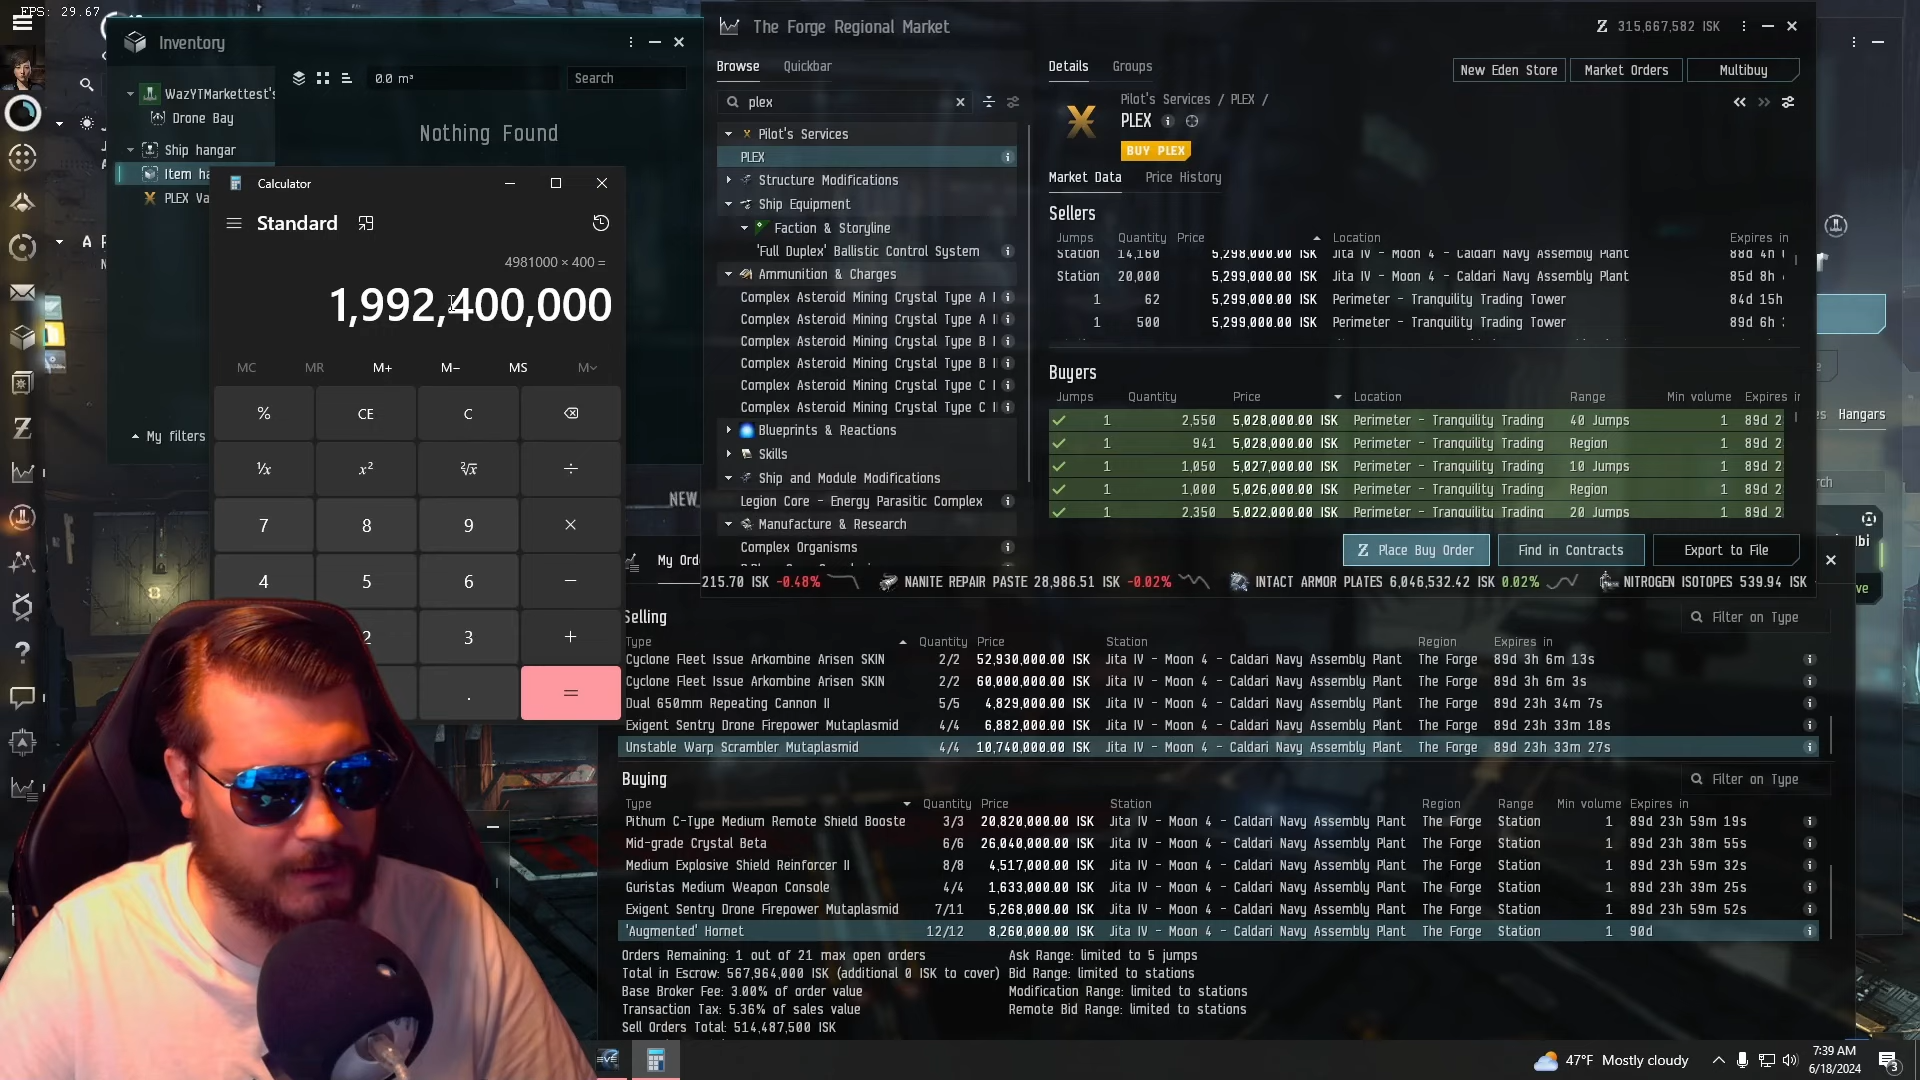 FPS: 29.67
Inventory
0.0 m³
Search
WazYTMarkettest's
Drone Bay
Ship hangar
Item ha
PLEX Va
Nothing Found
My filters
Calculator
Standard
4981000 × 400 =
1,992,400,000
MC MR M+ M− MS M˅
% CE C
¹/x x² ²√x ÷
7 8 9 ×
4 5 6 −
2 3 +
. =
The Forge Regional Market
315,667,582 ISK
Browse Quickbar
plex
Pilot's Services
PLEX
Structure Modifications
Ship Equipment
Faction & Storyline
'Full Duplex' Ballistic Control System
Ammunition & Charges
Complex Asteroid Mining Crystal Type A I
Complex Asteroid Mining Crystal Type A II
Complex Asteroid Mining Crystal Type B I
Complex Asteroid Mining Crystal Type B II
Complex Asteroid Mining Crystal Type C I
Complex Asteroid Mining Crystal Type C II
Blueprints & Reactions
Skills
Ship and Module Modifications
Legion Core - Energy Parasitic Complex
Manufacture & Research
Complex Organisms
Details Groups
New Eden Store Market Orders Multibuy
Pilot's Services / PLEX /
PLEX
BUY PLEX
Market Data Price History
Sellers
Jumps Quantity Price Location Expires in
Station 14,160 5,298,000.00 ISK Jita IV - Moon 4 - Caldari Navy Assembly Plant 88d 4h
Station 20,000 5,299,000.00 ISK Jita IV - Moon 4 - Caldari Navy Assembly Plant 85d 8h
1 62 5,299,000.00 ISK Perimeter - Tranquility Trading Tower 84d 15h
1 500 5,299,000.00 ISK Perimeter - Tranquility Trading Tower 89d 6h
Buyers
Jumps Quantity Price Location Range Min volume Expires i
1 2,550 5,028,000.00 ISK Perimeter - Tranquility Trading 40 Jumps 1 89d 2
1 941 5,028,000.00 ISK Perimeter - Tranquility Trading Region 1 89d 2
1 1,050 5,027,000.00 ISK Perimeter - Tranquility Trading 10 Jumps 1 89d 2
1 1,000 5,026,000.00 ISK Perimeter - Tranquility Trading Region 1 89d 2
1 2,350 5,022,000.00 ISK Perimeter - Tranquility Trading 20 Jumps 1 89d 2
Place Buy Order Find in Contracts Export to File
Hangars
NEW
My Ord
215.70 ISK -0.48% NANITE REPAIR PASTE 28,986.51 ISK -0.02% INTACT ARMOR PLATES 6,046,532.42 ISK 0.02% NITROGEN ISOTOPES 539.94 ISK
Selling
Filter on Type
Type Quantity Price Station Region Expires in
Cyclone Fleet Issue Arkombine Arisen SKIN 2/2 52,930,000.00 ISK Jita IV - Moon 4 - Caldari Navy Assembly Plant The Forge 89d 3h 6m 13s
Cyclone Fleet Issue Arkombine Arisen SKIN 2/2 60,000,000.00 ISK Jita IV - Moon 4 - Caldari Navy Assembly Plant The Forge 89d 3h 6m 3s
Dual 650mm Repeating Cannon II 5/5 4,829,000.00 ISK Jita IV - Moon 4 - Caldari Navy Assembly Plant The Forge 89d 23h 34m 7s
Exigent Sentry Drone Firepower Mutaplasmid 4/4 6,882,000.00 ISK Jita IV - Moon 4 - Caldari Navy Assembly Plant The Forge 89d 23h 33m 18s
Unstable Warp Scrambler Mutaplasmid 4/4 10,740,000.00 ISK Jita IV - Moon 4 - Caldari Navy Assembly Plant The Forge 89d 23h 33m 27s
Buying
Filter on Type
Type Quantity Price Station Region Range Min volume Expires in
Pithum C-Type Medium Remote Shield Booste 3/3 20,820,000.00 ISK Jita IV - Moon 4 - Caldari Navy Assembly Plant The Forge Station 1 89d 23h 59m 19s
Mid-grade Crystal Beta 6/6 26,040,000.00 ISK Jita IV - Moon 4 - Caldari Navy Assembly Plant The Forge Station 1 89d 23h 38m 55s
Medium Explosive Shield Reinforcer II 8/8 4,517,000.00 ISK Jita IV - Moon 4 - Caldari Navy Assembly Plant The Forge Station 1 89d 23h 59m 32s
Guristas Medium Weapon Console 4/4 1,633,000.00 ISK Jita IV - Moon 4 - Caldari Navy Assembly Plant The Forge Station 1 89d 23h 39m 25s
Exigent Sentry Drone Firepower Mutaplasmid 7/11 5,268,000.00 ISK Jita IV - Moon 4 - Caldari Navy Assembly Plant The Forge Station 1 89d 23h 59m 52s
'Augmented' Hornet 12/12 8,260,000.00 ISK Jita IV - Moon 4 - Caldari Navy Assembly Plant The Forge Station 1 90d
Orders Remaining: 1 out of 21 max open orders Ask Range: limited to 5 jumps
Total in Escrow: 567,964,000 ISK (additional 0 ISK to cover) Bid Range: limited to stations
Base Broker Fee: 3.00% of order value Modification Range: limited to stations
Transaction Tax: 5.36% of sales value Remote Bid Range: limited to stations
Sell Orders Total: 514,487,500 ISK
47°F Mostly cloudy
7:39 AM
6/18/2024
3